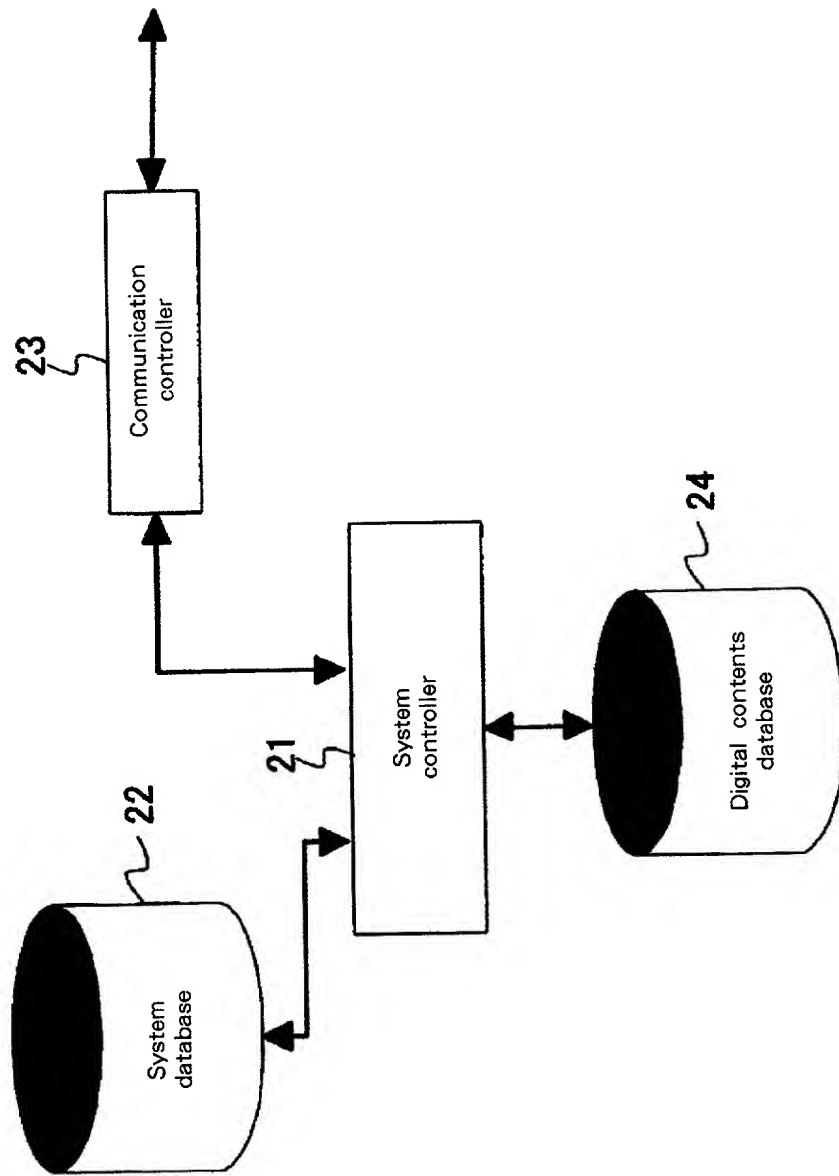 22
System
database
21
System
controller
23
Communication
controller
24
Digital contents
database